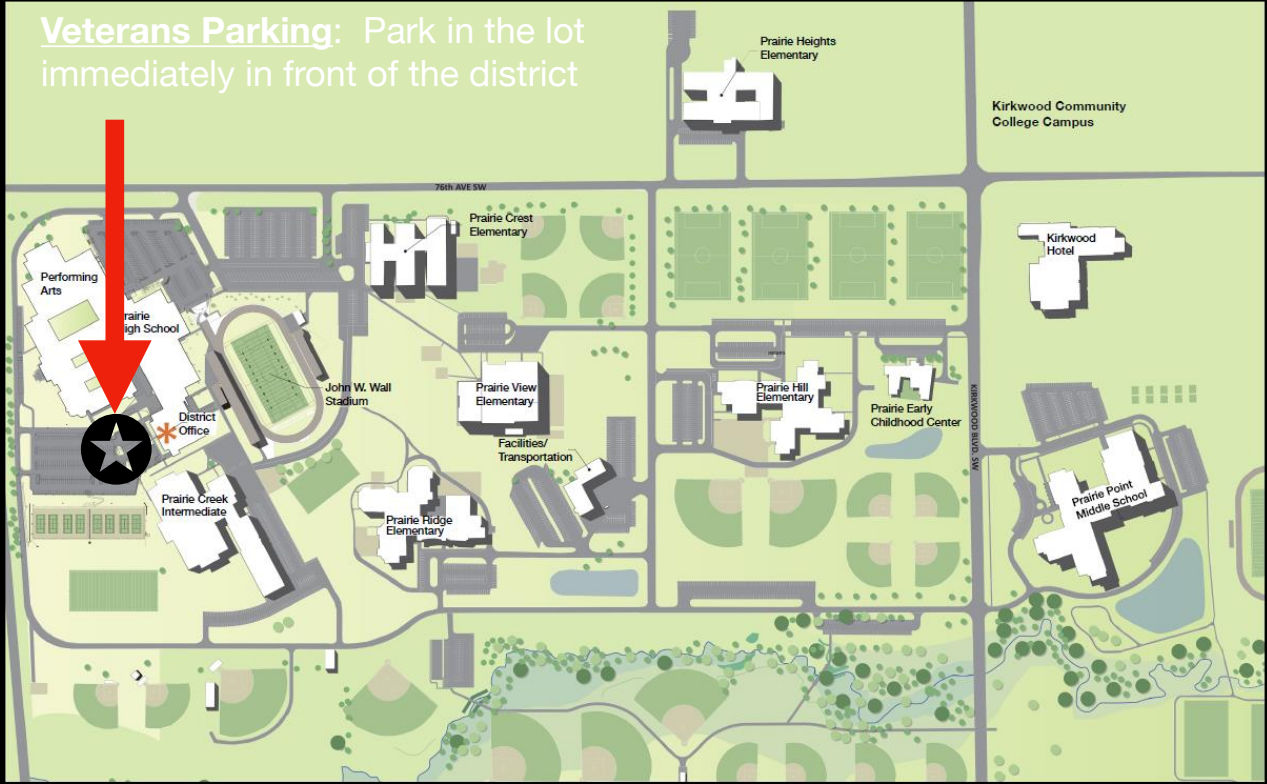 Veterans Parking: Park in the lot
immediately in front of the district
Prairie Heights
Elementary
Kirkwood Community
College Campus
76th AVE SW
Prairie Crest
Elementary
Kirkwood
Hotel
Performing
Arts
rairie
igh School
John W. Wall
Stadium
Prairie View
Elementary
Prairie Hill
Elementary
Prairie Early
Childhood Center
KIRKWOOD BLVD. SW
District
Office
Facilities/
Transportation
Prairie Creek
Intermediate
Prairie Ridge
Elementary
Prairie Point
Middle School